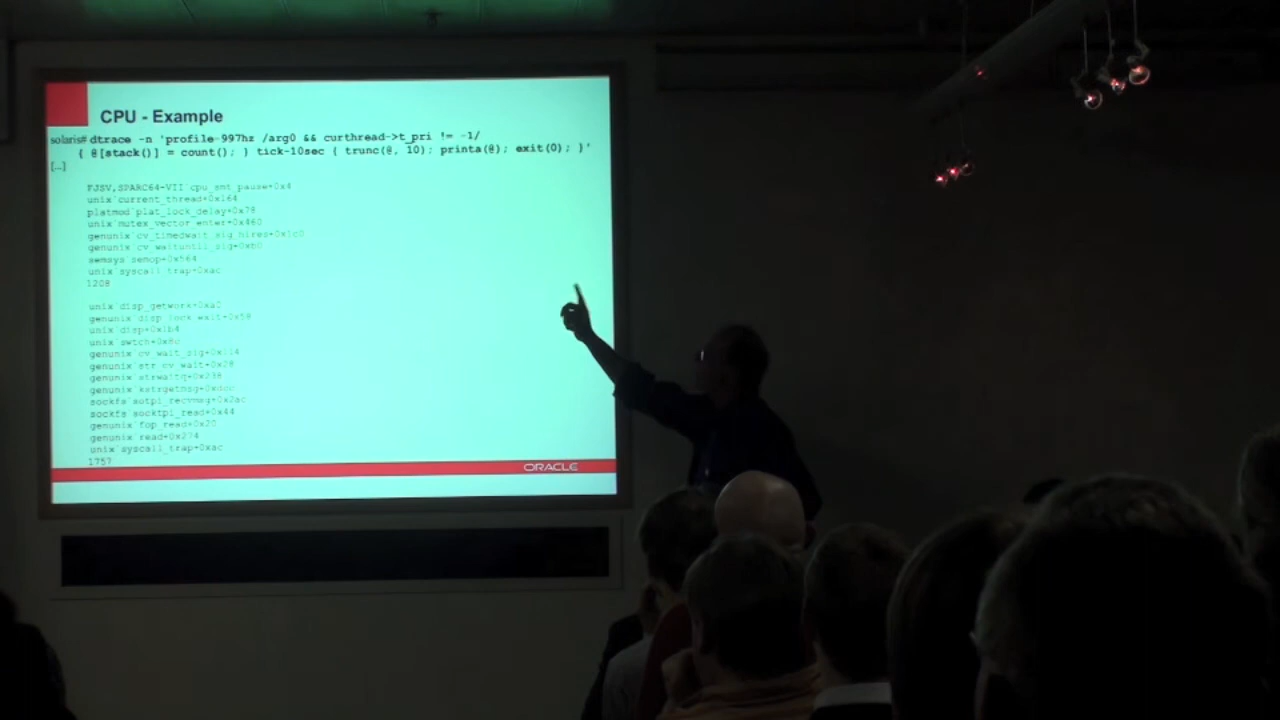 CPU - Example
solaris# dtrace -n 'profile-997hz /arg0 && curthread->t_pri != -1/
{ @[stack()] = count(); } tick-10sec { trunc(@, 10); printa(@); exit(0); }'
[...]
FJSV,SPARC64-VII`cpu_smt_pause+0x4
unix`current_thread+0x164
platmod`plat_lock_delay+0x78
unix`mutex_vector_enter+0x460
genunix`cv_timedwait_sig_hires+0x1c0
genunix`cv_waituntil_sig+0xb0
semsys`semop+0x564
unix`syscall_trap+0xac
1208
unix`disp_getwork+0xa0
genunix`disp_lock_exit+0x58
unix`disp+0x1b4
unix`swtch+0x8c
genunix`cv_wait_sig+0x114
genunix`str_cv_wait+0x28
genunix`strwaitq+0x238
genunix`kstrgetmsg+0xdcc
sockfs`sotpi_recvmsg+0x2ac
sockfs`socktpi_read+0x44
genunix`fop_read+0x20
genunix`read+0x274
unix`syscall_trap+0xac
1757
ORACLE